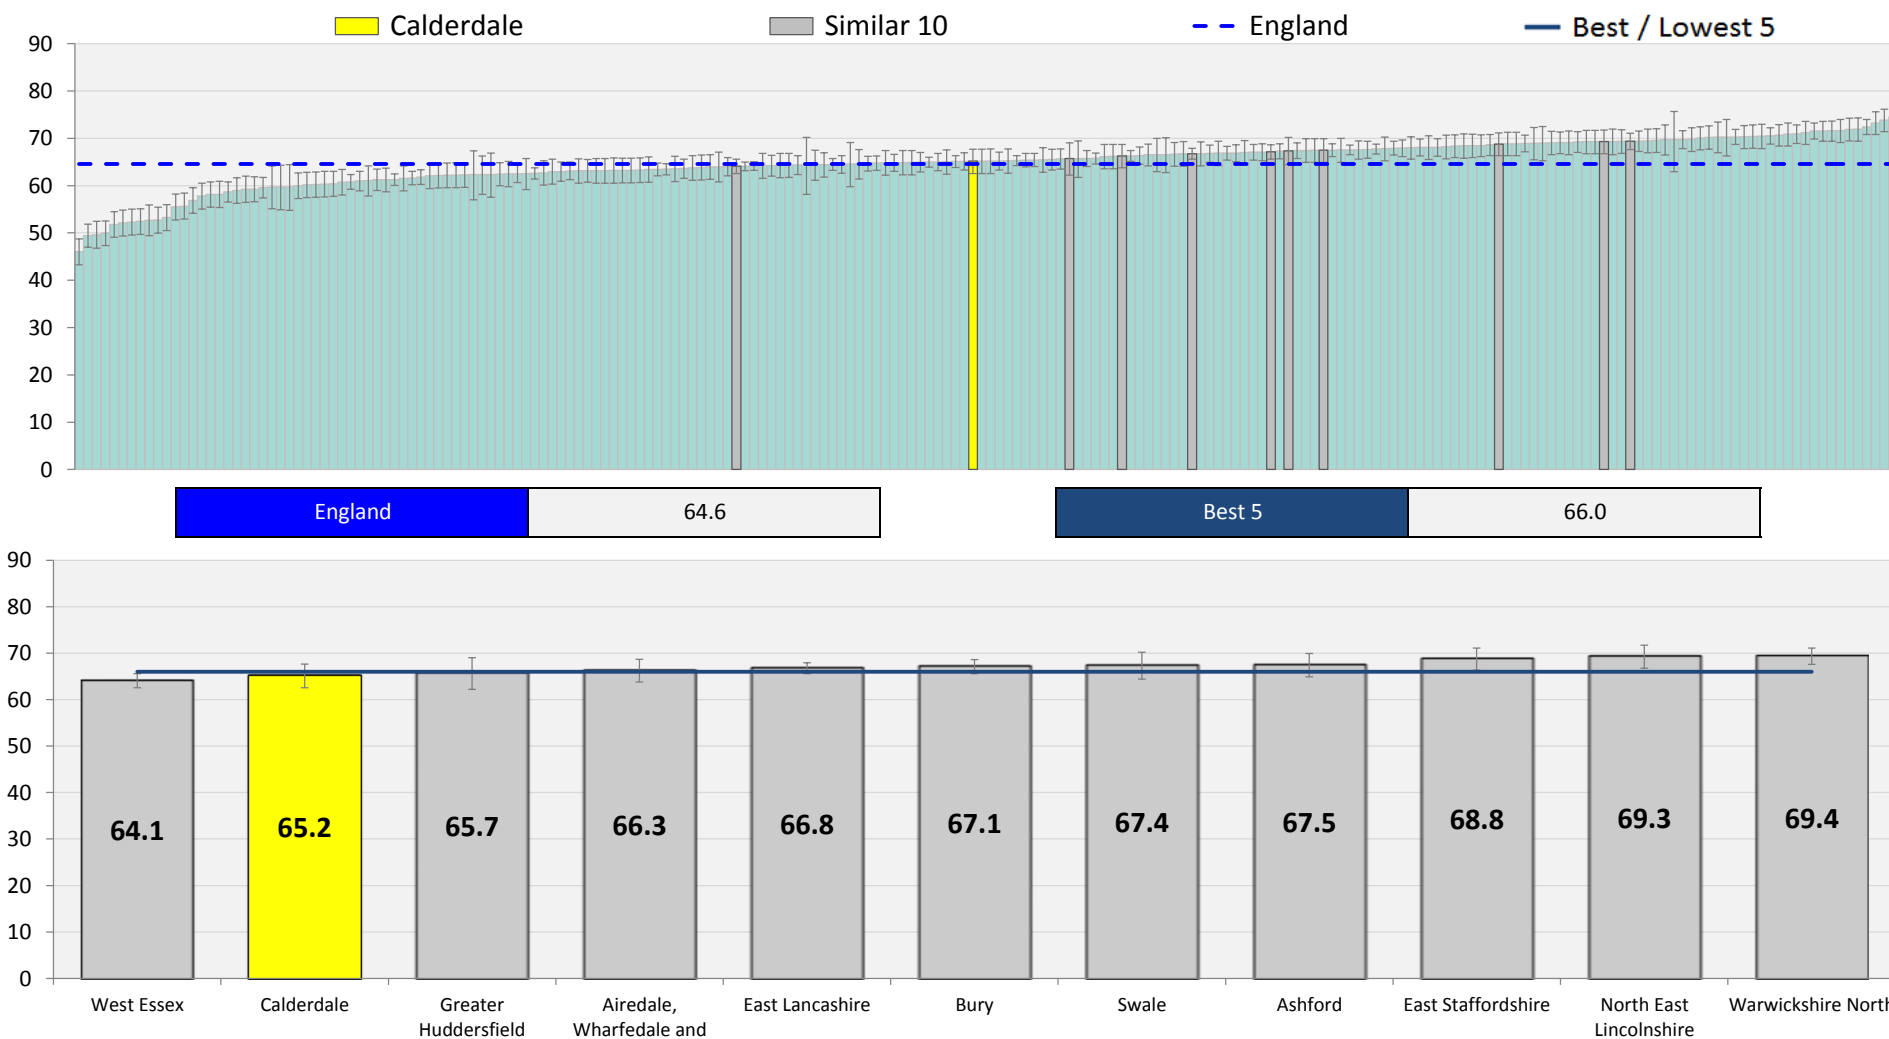 Calderdale
Similar 10
England
Best / Lowest 5
90
80
70
60
50
40
30
20
10
0
England
64.6
Best 5
66.0
90
80
70
60
50
40
30
20
10
0
64.1
65.2
65.7
66.3
66.8
67.1
67.4
67.5
68.8
69.3
69.4
West Essex
Calderdale
Greater
Huddersfield
Airedale,
Wharfedale and
East Lancashire
Bury
Swale
Ashford
East Staffordshire
North East
Lincolnshire
Warwickshire North